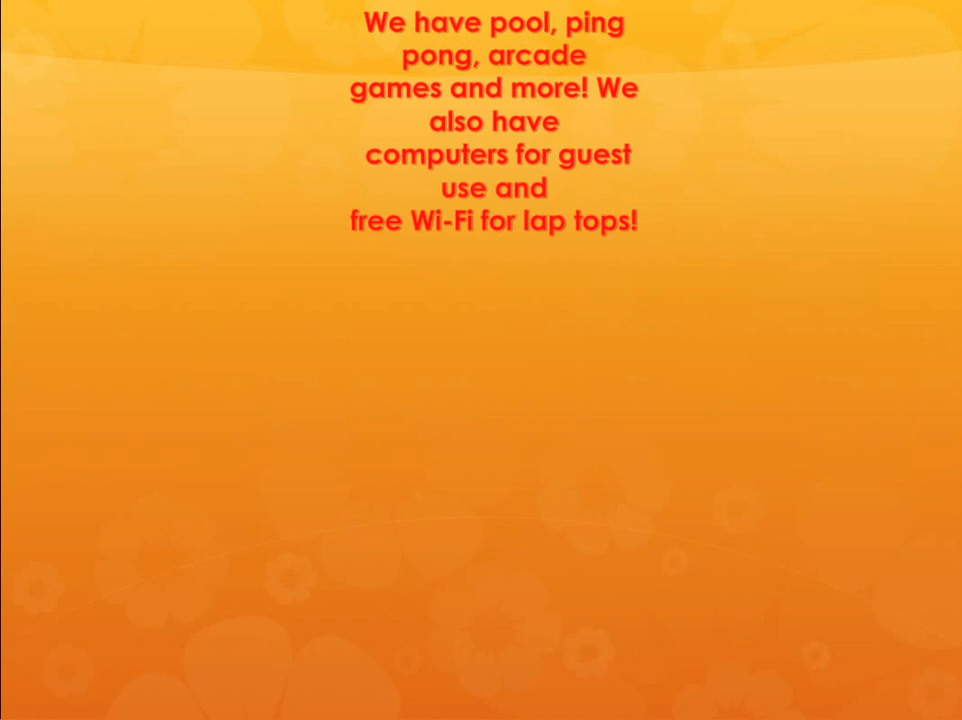 We have pool, ping
pong, arcade
games and more! We
also have
computers for guest
use and
free Wi-Fi for lap tops!